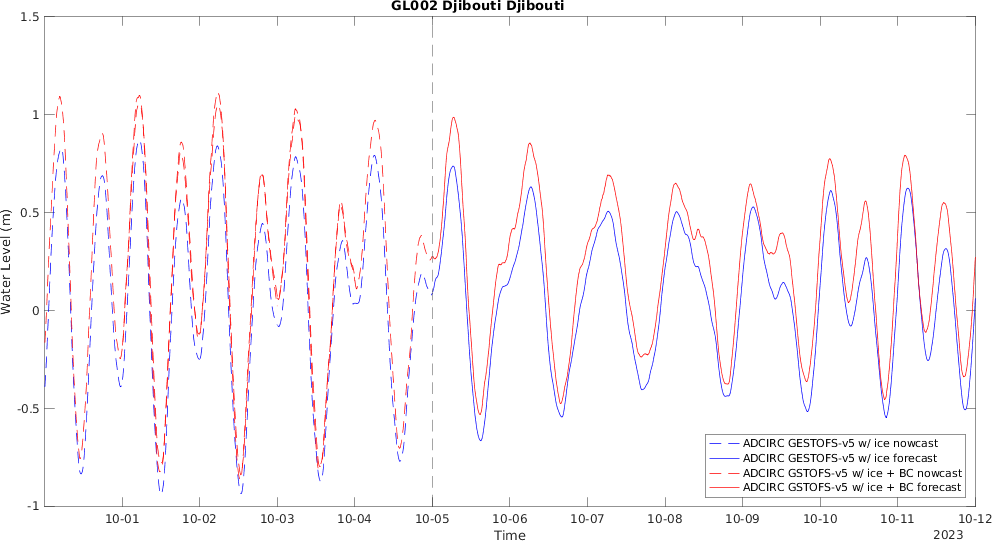 GL002 Djibouti Djibouti
1.5
1
0.5
0
-0.5
-1
Water Level (m)
10-01 10-02 10-03 10-04 10-05 10-06 10-07 10-08 10-09 10-10 10-11 10-12
Time
2023
ADCIRC GESTOFS-v5 w/ ice nowcast
ADCIRC GESTOFS-v5 w/ ice forecast
ADCIRC GSTOFS-v5 w/ ice + BC nowcast
ADCIRC GSTOFS-v5 w/ ice + BC forecast